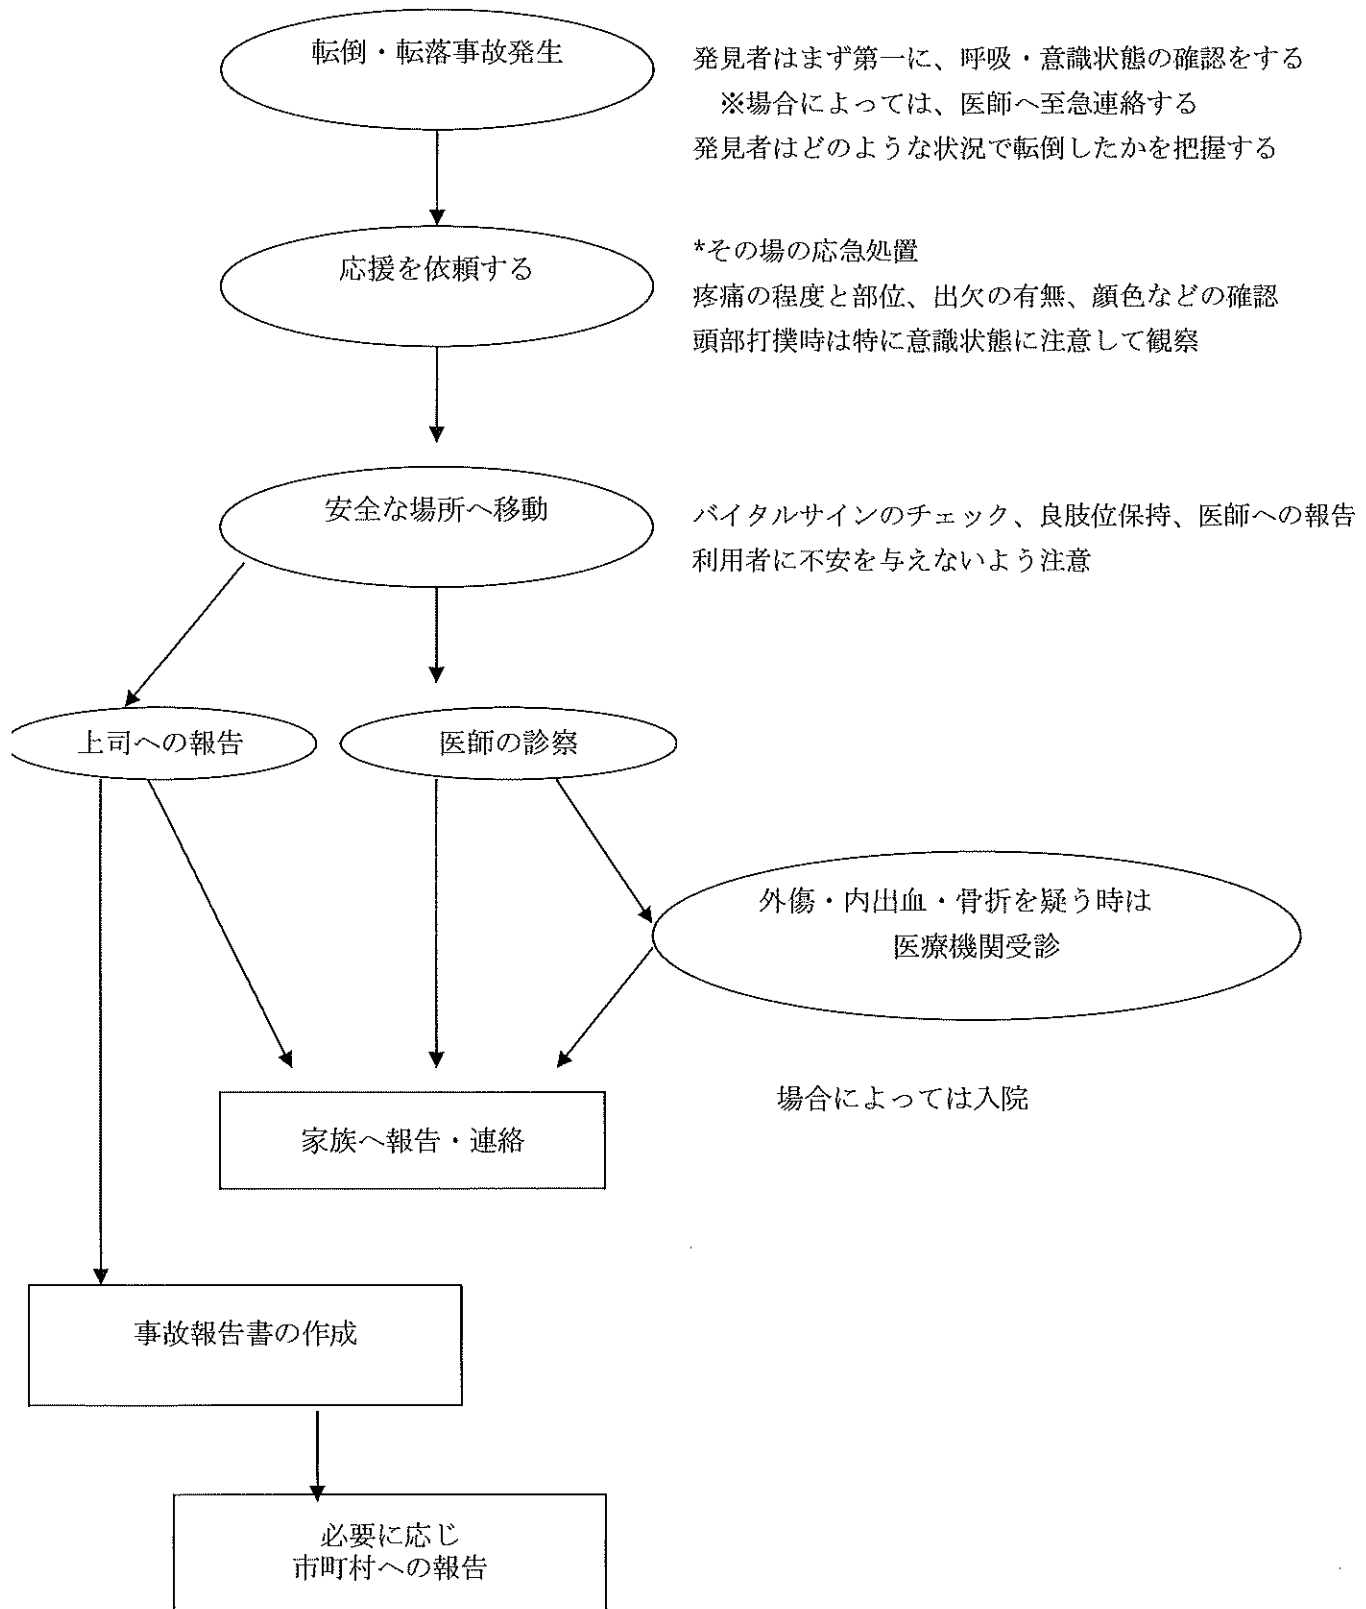 転倒・転落事故発生
発見者はまず第一に、呼吸・意識状態の確認をする
※場合によっては、医師へ至急連絡する
発見者はどのような状況で転倒したかを把握する
応援を依頼する
*その場の応急処置
疼痛の程度と部位、出欠の有無、顔色などの確認
頭部打撲時は特に意識状態に注意して観察
安全な場所へ移動
バイタルサインのチェック、良肢位保持、医師への報告
利用者に不安を与えないよう注意
上司への報告
医師の診察
外傷・内出血・骨折を疑う時は
医療機関受診
場合によっては入院
家族へ報告・連絡
事故報告書の作成
必要に応じ
市町村への報告